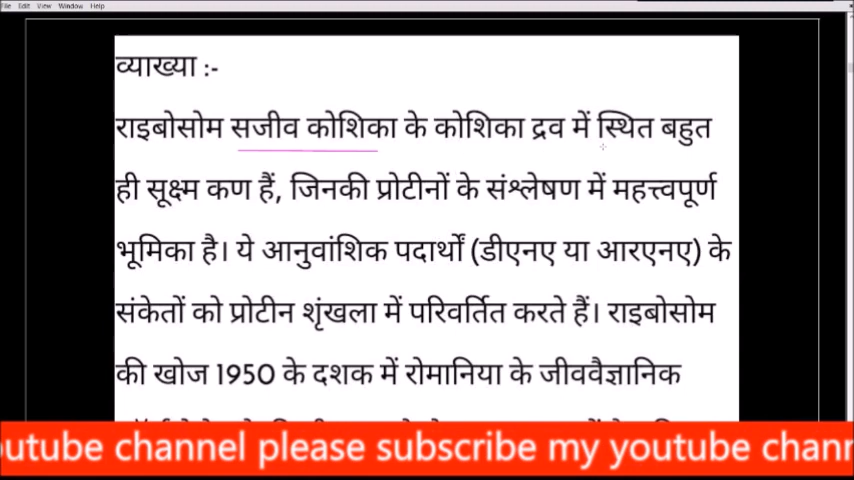 File Edit View Window Help
व्याख्या :-
राइबोसोम सजीव कोशिका के कोशिका द्रव में स्थित बहुत
ही सूक्ष्म कण हैं, जिनकी प्रोटीनों के संश्लेषण में महत्त्वपूर्ण
भूमिका है। ये आनुवांशिक पदार्थों (डीएनए या आरएनए) के
संकेतों को प्रोटीन शृंखला में परिवर्तित करते हैं। राइबोसोम
की खोज 1950 के दशक में रोमानिया के जीववैज्ञानिक
outube channel please subscribe my youtube chann